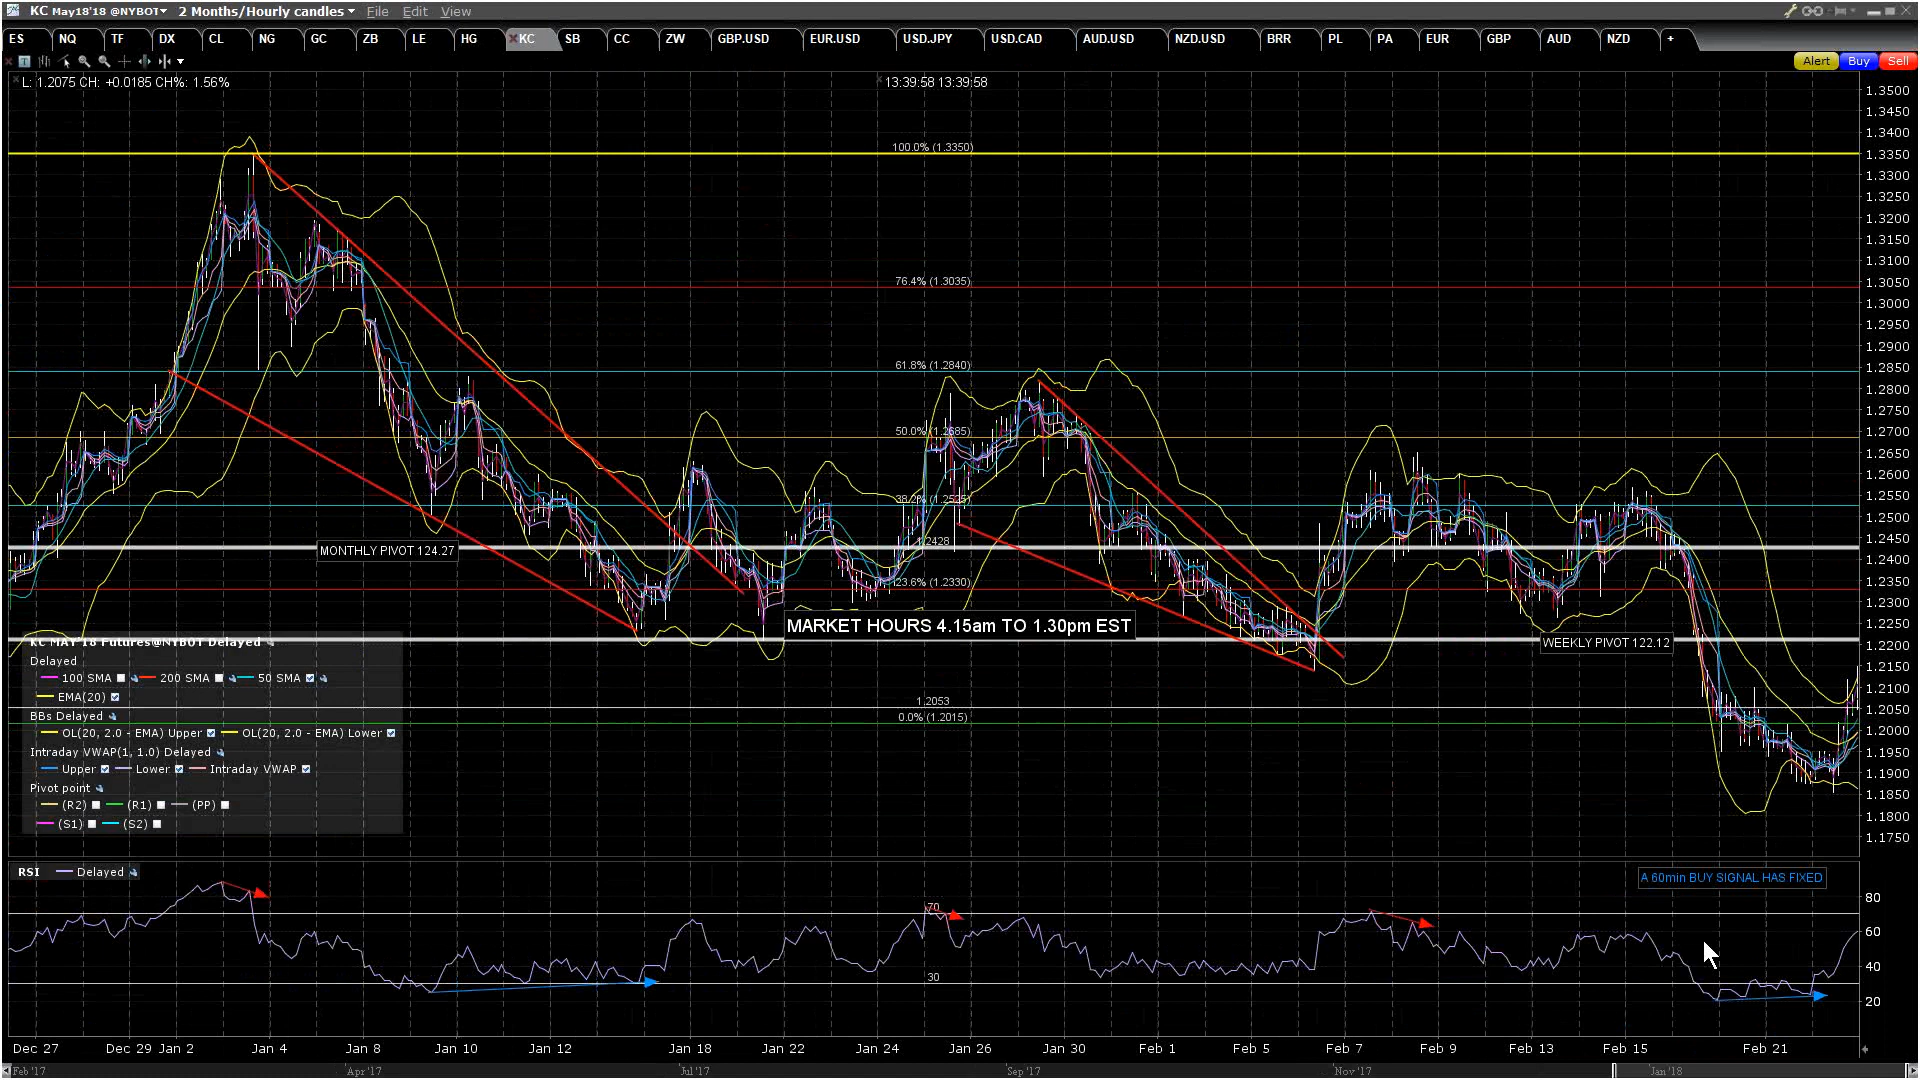 KC May18'18 @NYBOT 2 Months/Hourly candles File Edit View
ES NQ TF DX CL NG GC ZB LE HG KC SB CC ZW GBP.USD EUR.USD USD.JPY USD.CAD AUD.USD NZD.USD BRR PL PA EUR GBP AUD NZD +
Alert Buy Sell
L: 1.2075 CH: +0.0185 CH%: 1.56%
13:39:58 13:39:58
1.3500
1.3450
1.3400
100.0% (1.3350)
1.3350
1.3300
1.3250
1.3200
1.3150
1.3100
76.4% (1.3035)
1.3050
1.3000
1.2950
1.2900
61.8% (1.2840)
1.2850
1.2800
1.2750
50.0% (1.2685)
1.2700
1.2650
1.2600
38.2% (1.2525)
1.2550
1.2500
1.2428
MONTHLY PIVOT 124.27
1.2450
1.2400
23.6% (1.2330)
1.2350
1.2300
MARKET HOURS 4.15am TO 1.30pm EST
1.2250
WEEKLY PIVOT 122.12
1.2200
1.2150
1.2100
1.2053
1.2050
0.0% (1.2015)
1.2000
1.1950
1.1900
1.1850
1.1800
1.1750
KC MAY'18 Futures@NYBOT Delayed
Delayed
100 SMA 200 SMA 50 SMA
EMA(20)
BBs Delayed
OL(20, 2.0 - EMA) Upper OL(20, 2.0 - EMA) Lower
Intraday VWAP(1, 1.0) Delayed
Upper Lower Intraday VWAP
Pivot point
(R2) (R1) (PP)
(S1) (S2)
RSI Delayed
A 60min BUY SIGNAL HAS FIXED
70
30
80
60
40
20
Dec 27 Dec 29 Jan 2 Jan 4 Jan 8 Jan 10 Jan 12 Jan 18 Jan 22 Jan 24 Jan 26 Jan 30 Feb 1 Feb 5 Feb 7 Feb 9 Feb 13 Feb 15 Feb 21
Feb '17 Apr '17 Jul '17 Sep '17 Nov '17 Jan '18